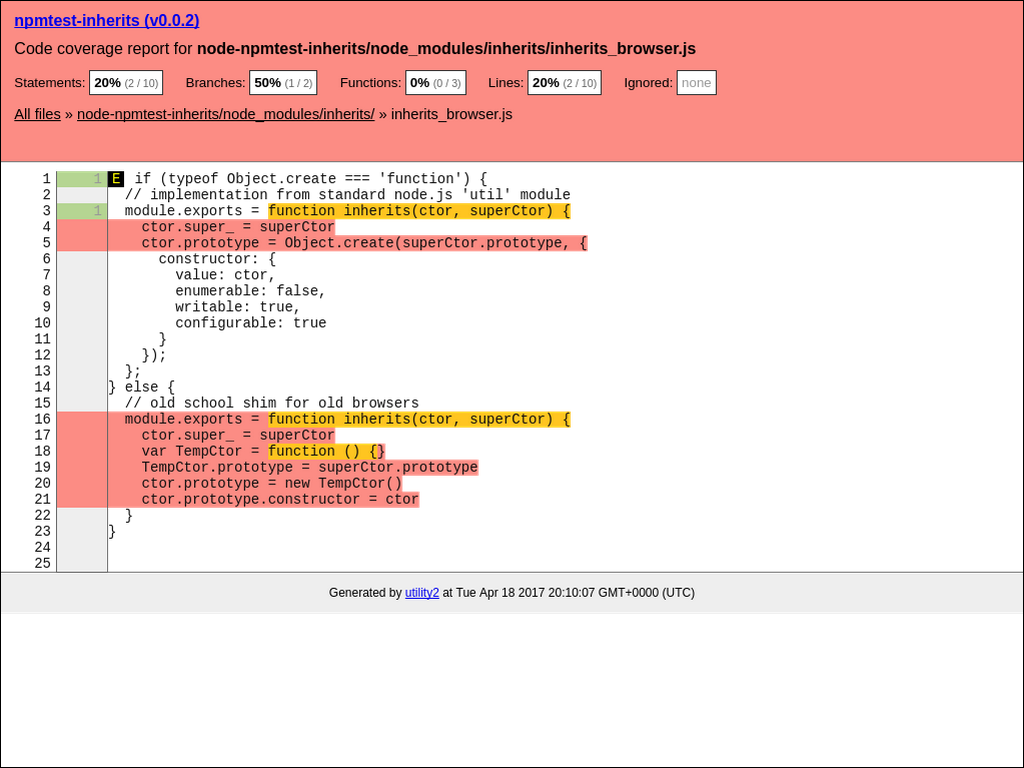 npmtest-inherits (v0.0.2)
Code coverage report for node-npmtest-inherits/node_modules/inherits/inherits_browser.js
Statements: 20% (2 / 10) Branches: 50% (1 / 2) Functions: 0% (0 / 3) Lines: 20% (2 / 10) Ignored: none
All files » node-npmtest-inherits/node_modules/inherits/ » inherits_browser.js
1 1 E if (typeof Object.create === 'function') {
2 // implementation from standard node.js 'util' module
3 1 module.exports = function inherits(ctor, superCtor) {
4 ctor.super_ = superCtor
5 ctor.prototype = Object.create(superCtor.prototype, {
6 constructor: {
7 value: ctor,
8 enumerable: false,
9 writable: true,
10 configurable: true
11 }
12 });
13 };
14 } else {
15 // old school shim for old browsers
16 module.exports = function inherits(ctor, superCtor) {
17 ctor.super_ = superCtor
18 var TempCtor = function () {}
19 TempCtor.prototype = superCtor.prototype
20 ctor.prototype = new TempCtor()
21 ctor.prototype.constructor = ctor
22 }
23 }
24
25
Generated by utility2 at Tue Apr 18 2017 20:10:07 GMT+0000 (UTC)